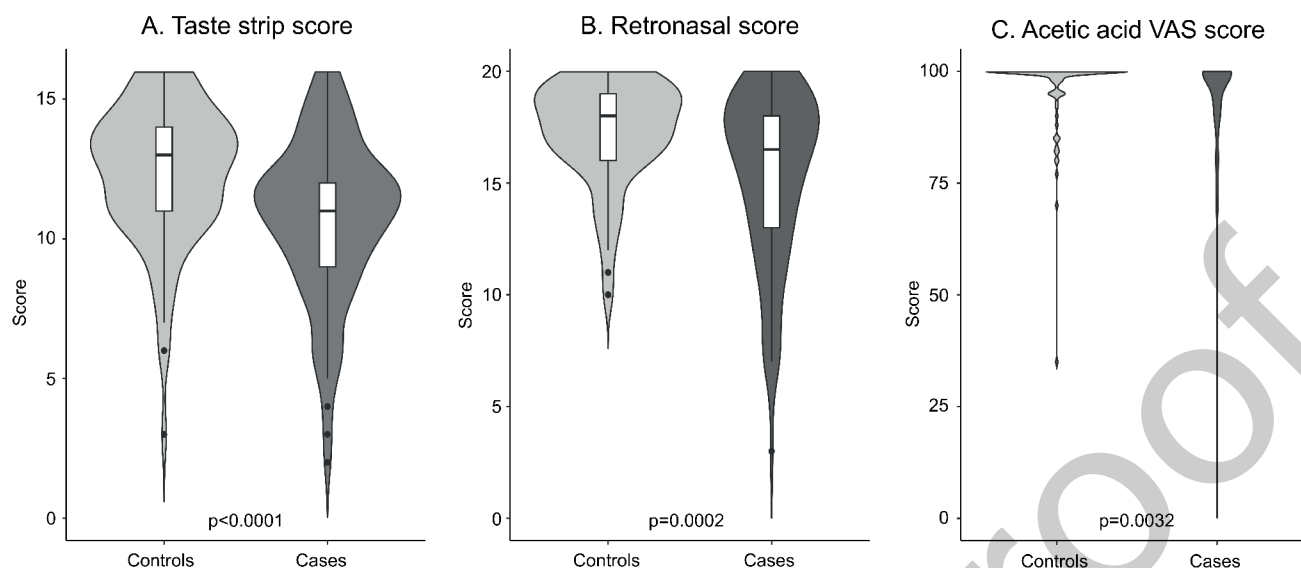 A. Taste strip score
15
10
5
0
Score
p<0.0001
Controls
Cases
B. Retronasal score
20
15
10
5
0
Score
p=0.0002
Controls
Cases
C. Acetic acid VAS score
100
75
50
25
0
Score
p=0.0032
Controls
Cases
roof